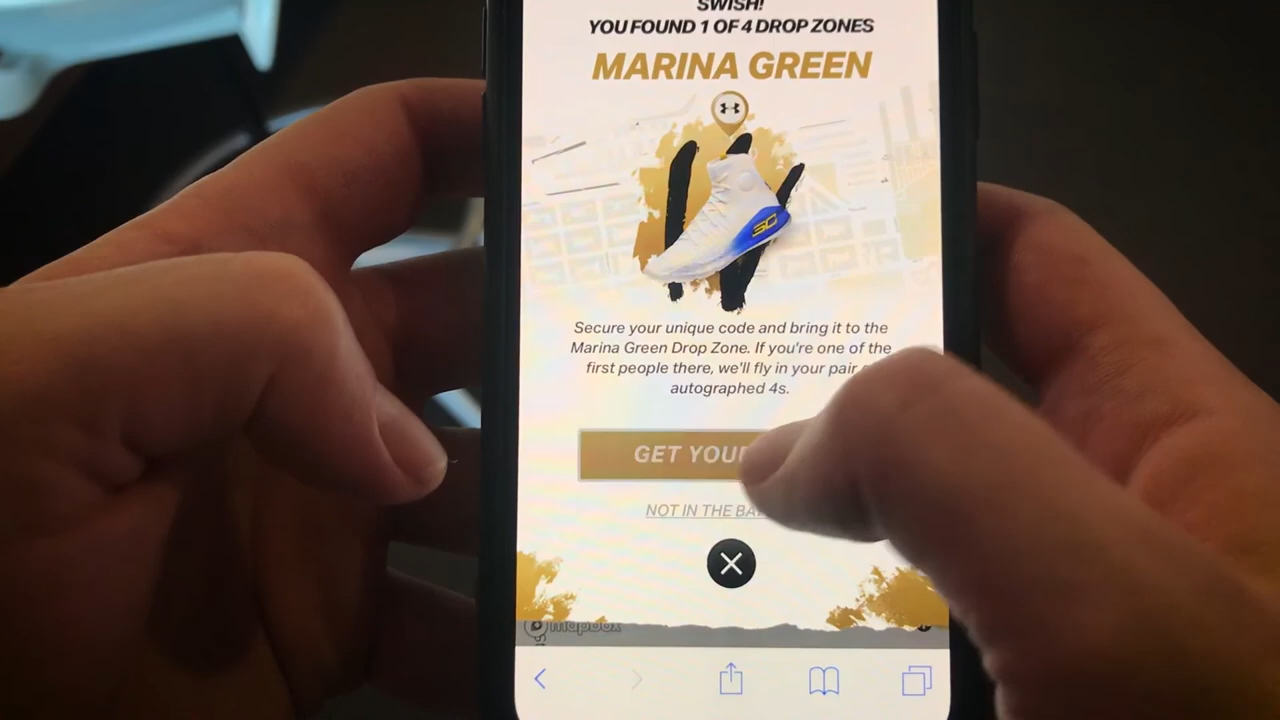 SWISH!
YOU FOUND 1 OF 4 DROP ZONES
MARINA GREEN
SC
Secure your unique code and bring it to the
Marina Green Drop Zone. If you're one of the
first people there, we'll fly in your pair
autographed 4s.
GET YOUR
NOT IN THE
mapbox